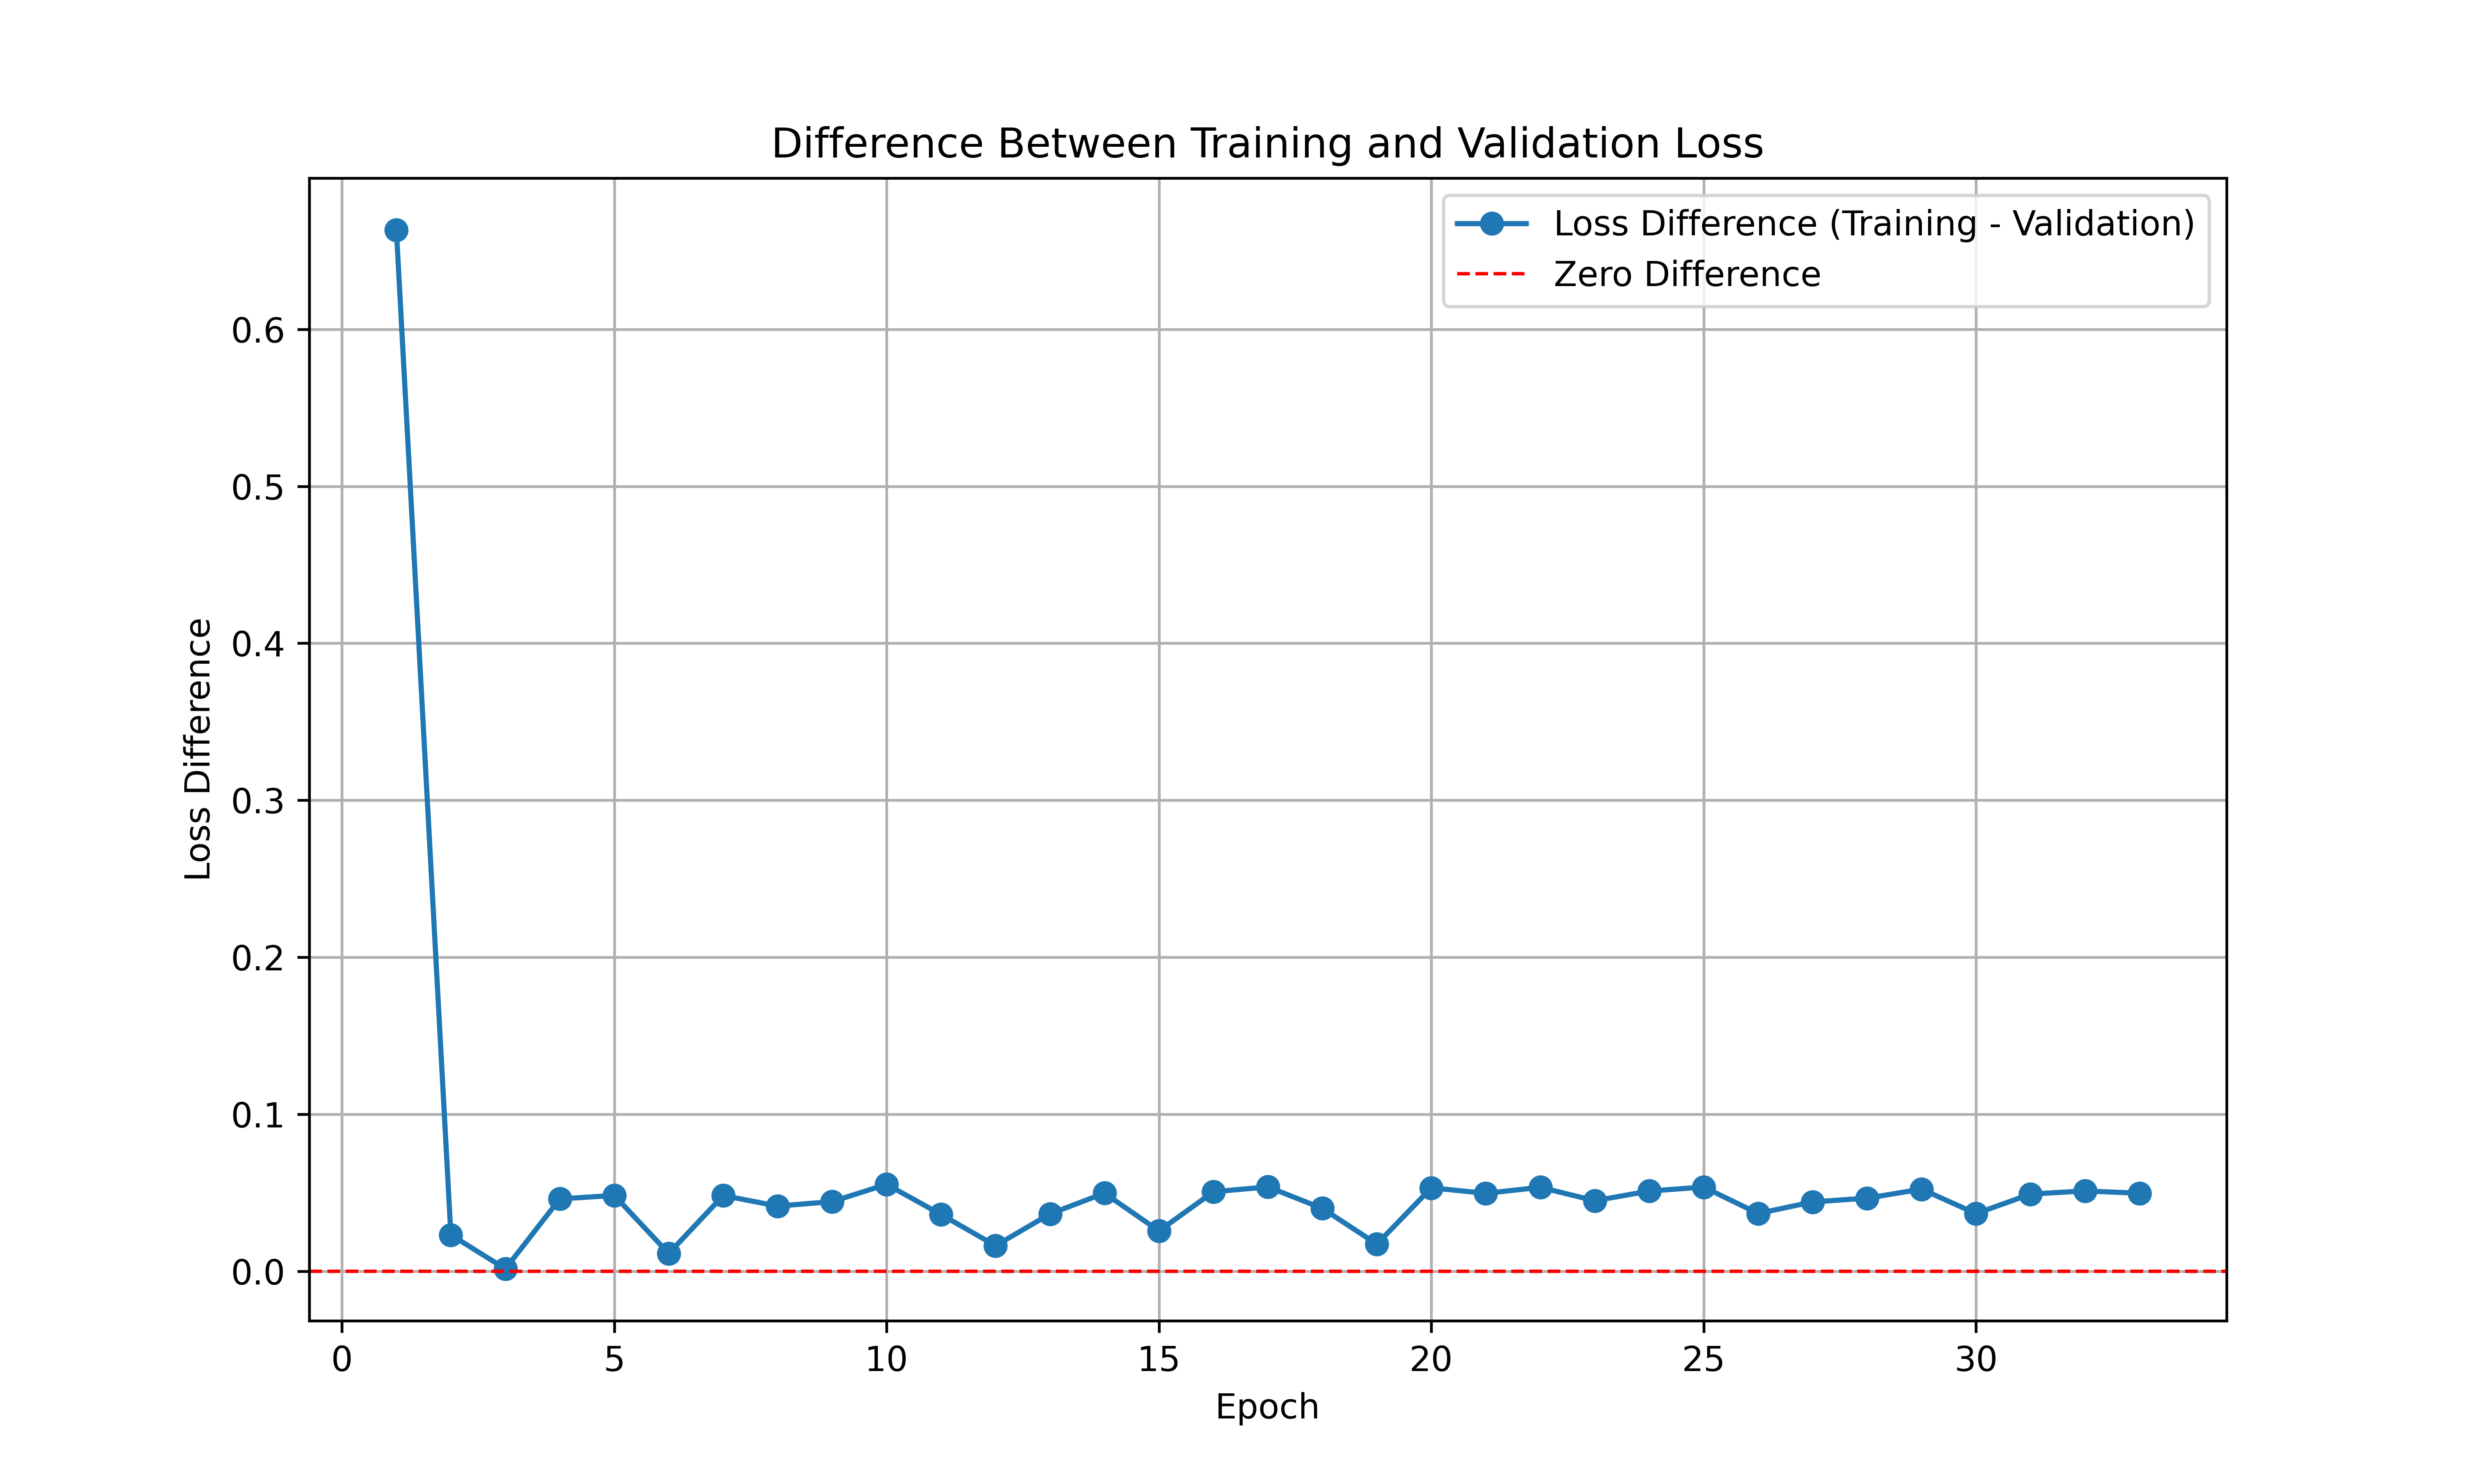 Difference Between Training and Validation Loss
Loss Difference (Training - Validation)
Zero Difference
Loss Difference
0.6
0.5
0.4
0.3
0.2
0.1
0.0
0 5 10 15 20 25 30
Epoch